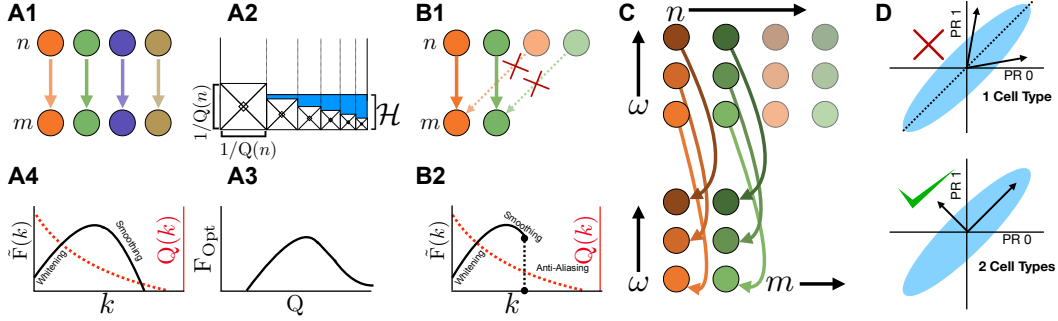 A1
n
m
A2
1/Q(n)
1/Q(n)
ℋ
B1
n
m
C
n
ω
ω
m
D
PR 1
PR 0
1 Cell Type
PR 1
PR 0
2 Cell Types
A4
F̃(k)
Whitening
Smoothing
Q(k)
k
A3
F_Opt
Q
B2
F̃(k)
Whitening
Smoothing
Anti-Aliasing
Q(k)
k